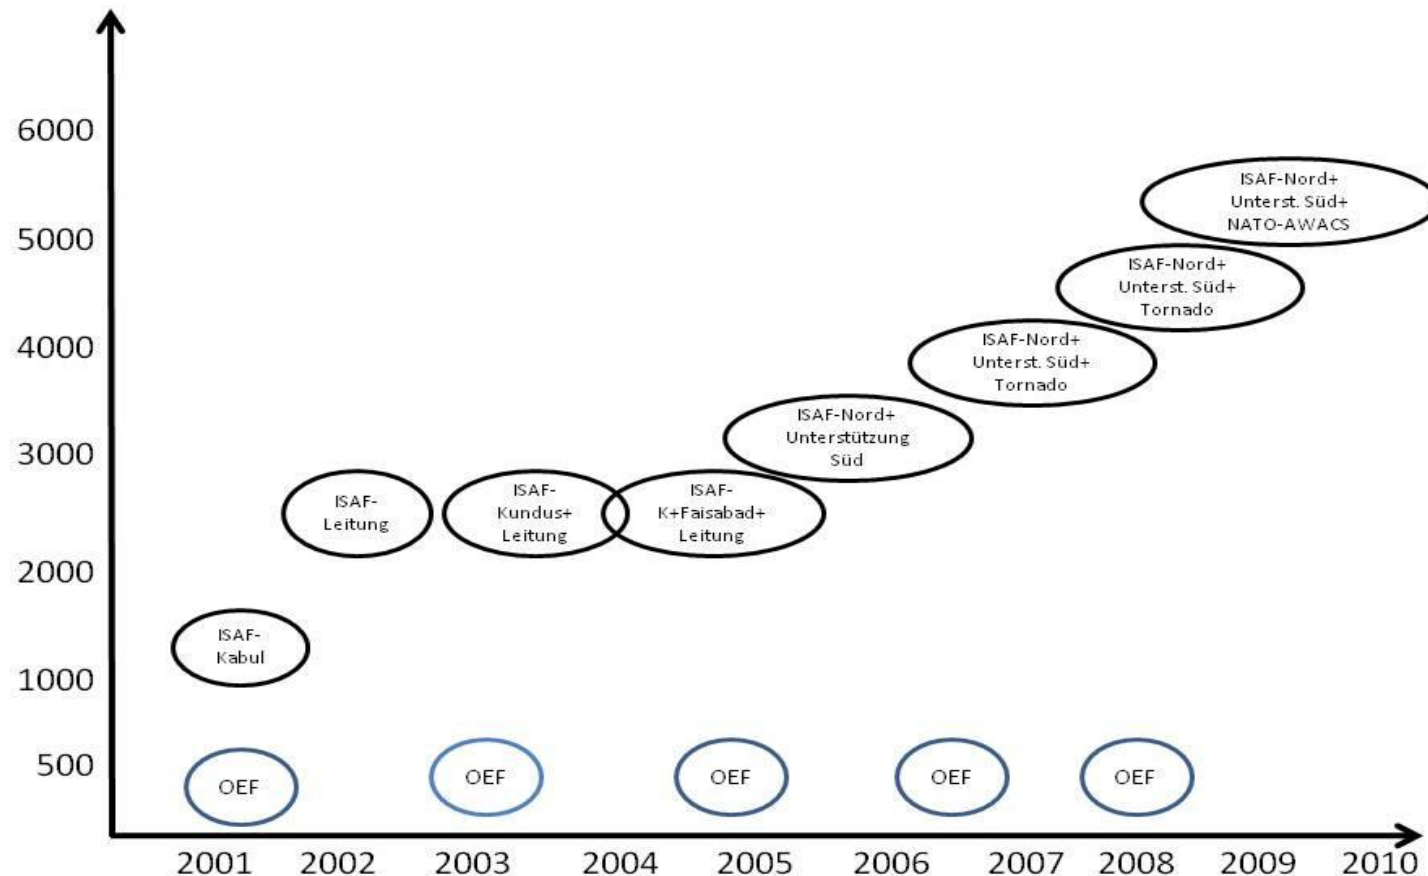 6000
5000
4000
3000
2000
1000
500
ISAF-Nord+
Unterst. Süd+
NATO-AWACS
ISAF-Nord+
Unterst. Süd+
Tornado
ISAF-Nord+
Unterst. Süd+
Tornado
ISAF-Nord+
Unterstützung
Süd
ISAF-
Leitung
ISAF-
Kundus+
Leitung
ISAF-
K+Faisabad+
Leitung
ISAF-
Kabul
OEF
OEF
OEF
OEF
OEF
2001 2002 2003 2004 2005 2006 2007 2008 2009 2010